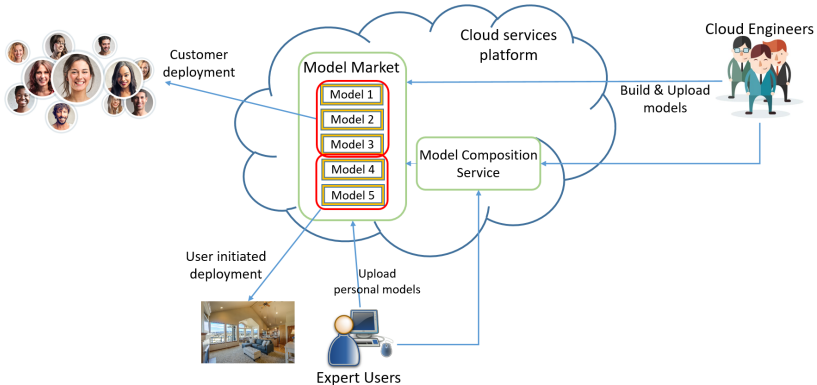 Cloud services
platform
Cloud Engineers
Customer
deployment
Model Market
Model 1
Model 2
Model 3
Model 4
Model 5
Build & Upload
models
Model Composition
Service
User initiated
deployment
Upload
personal models
Expert Users